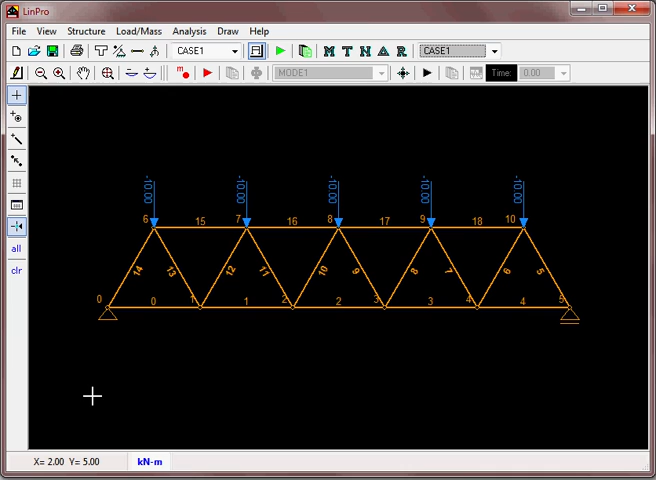 LinPro
File View Structure Load/Mass Analysis Draw Help
CASE1 M T N A R CASE1
m MODE1 Time: 0.00
-10.00 -10.00 -10.00 -10.00 -10.00
6 15 7 16 8 17 9 18 10
14 13 12 11 10 9 8 7 6 5
0 0 1 1 2 2 3 3 4 4 5
all
clr
X= 2.00 Y= 5.00 kN-m